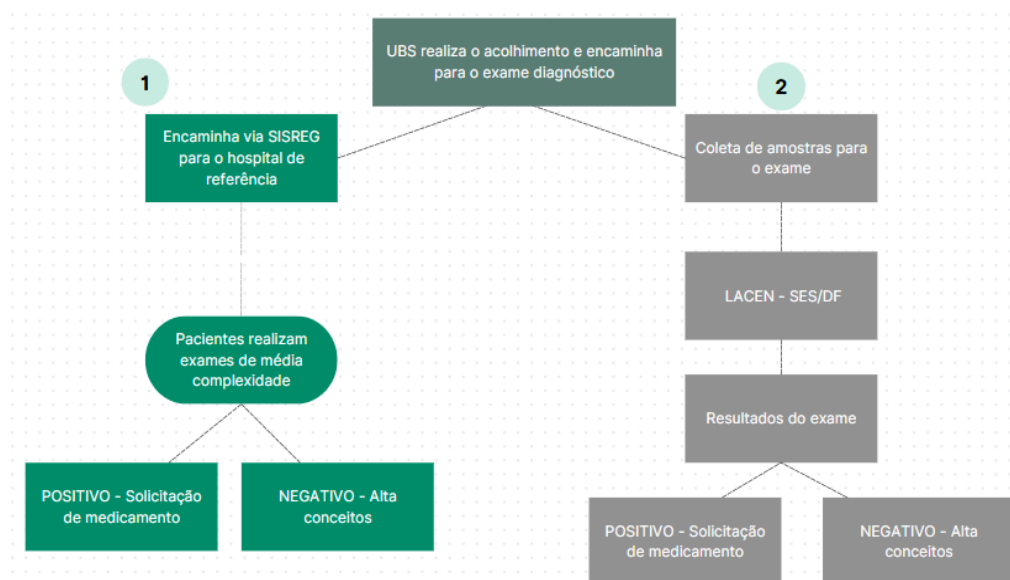 UBS realiza o acolhimento e encaminha
para o exame diagnóstico
1
Encaminha via SISREG
para o hospital de
referência
Pacientes realizam
exames de média
complexidade
POSITIVO - Solicitação
de medicamento
NEGATIVO - Alta
conceitos
2
Coleta de amostras para
o exame
LACEN - SES/DF
Resultados do exame
POSITIVO - Solicitação
de medicamento
NEGATIVO - Alta
conceitos